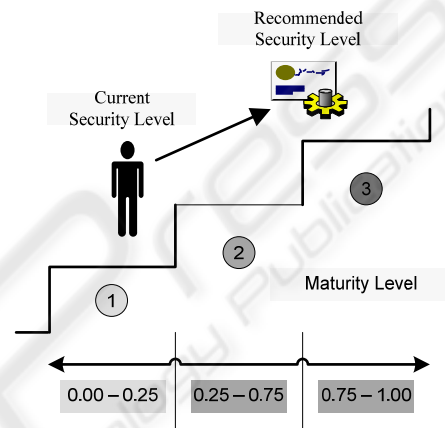 Recommended
Security Level
Current
Security Level
3
2
1
Maturity Level
0.00 – 0.25
0.25 – 0.75
0.75 – 1.00